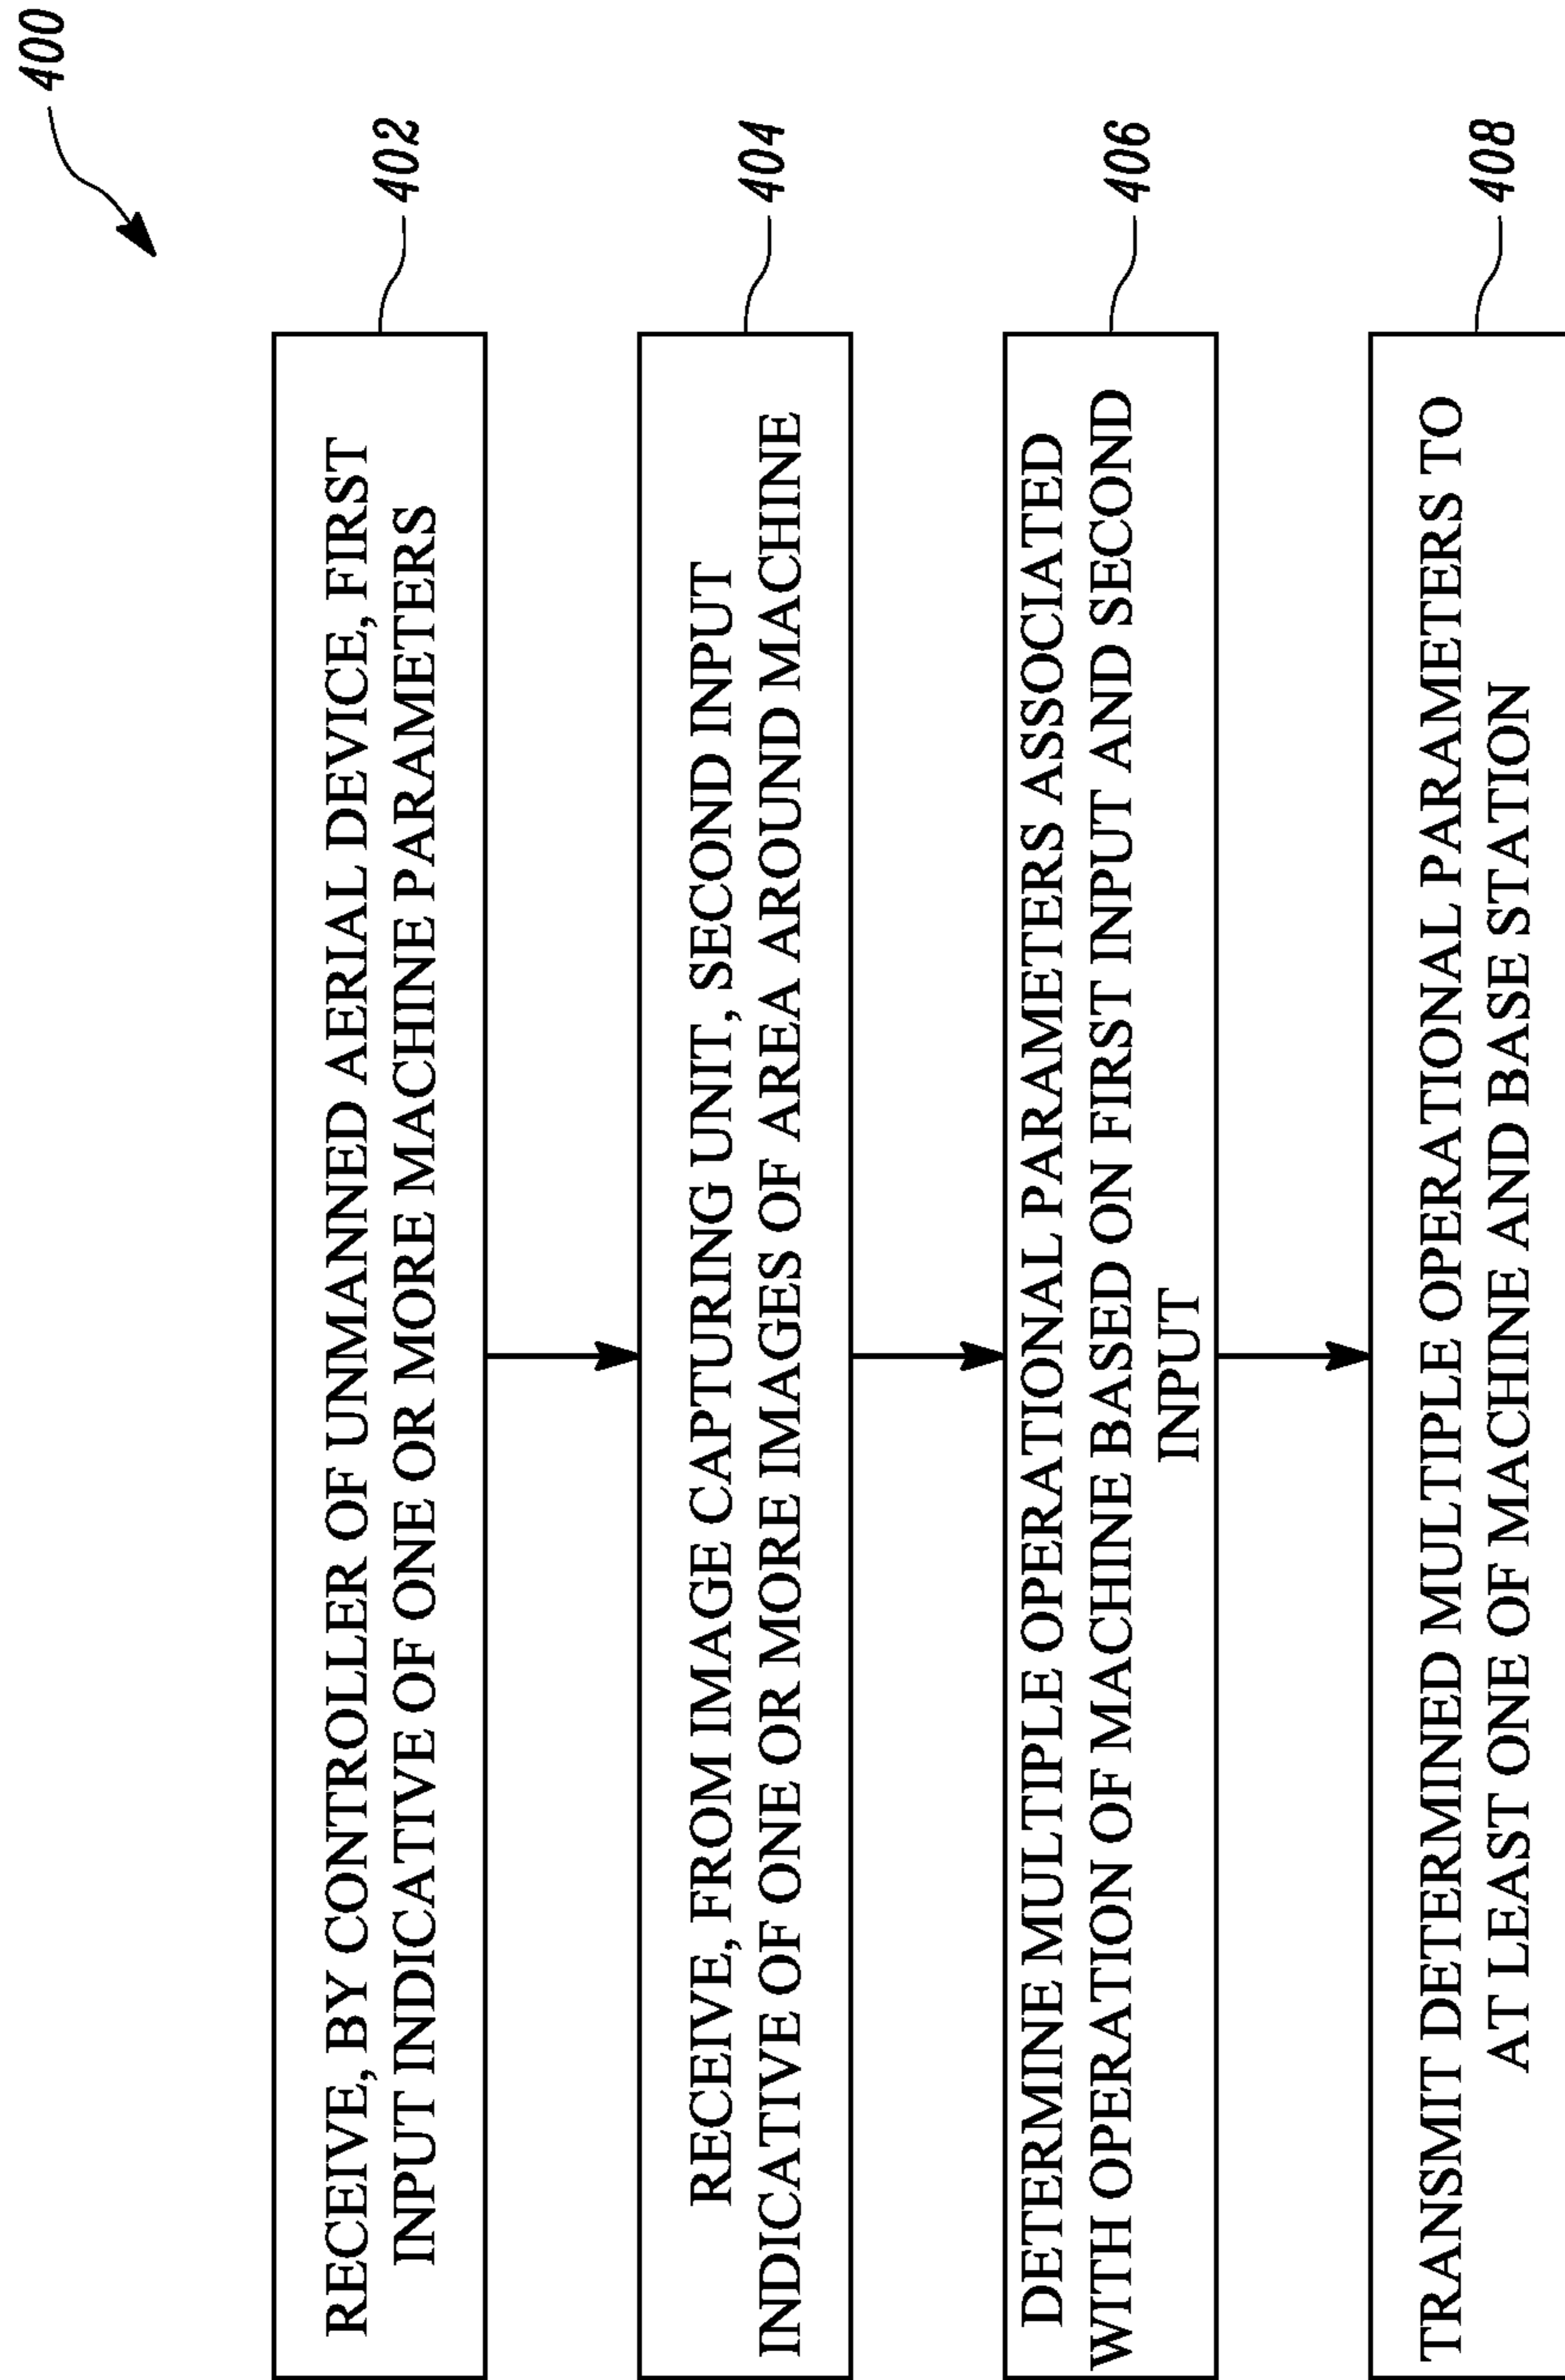 400
RECEIVE, BY CONTROLLER OF UNMANNED AERIAL DEVICE, FIRST
INPUT INDICATIVE OF ONE OR MORE MACHINE PARAMETERS
402
RECEIVE, FROM IMAGE CAPTURING UNIT, SECOND INPUT
INDICATIVE OF ONE OR MORE IMAGES OF AREA AROUND MACHINE
404
DETERMINE MULTIPLE OPERATIONAL PARAMETERS ASSOCIATED
WITH OPERATION OF MACHINE BASED ON FIRST INPUT AND SECOND
INPUT
406
TRANSMIT DETERMINED MULTIPLE OPERATIONAL PARAMETERS TO
AT LEAST ONE OF MACHINE AND BASE STATION
408